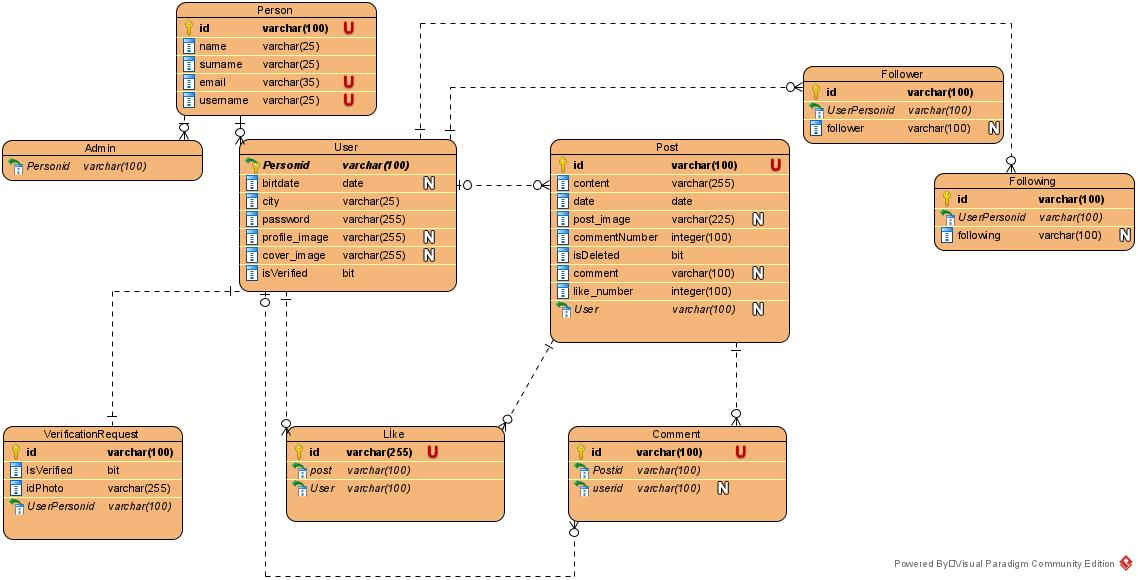 Person
id varchar(100) U
name varchar(25)
surname varchar(25)
email varchar(35) U
username varchar(25) U
Follower
id varchar(100)
UserPersonid varchar(100)
follower varchar(100) N
Admin
Personid varchar(100)
User
Personid varchar(100)
birtdate date N
city varchar(25)
password varchar(255)
profile_image varchar(255) N
cover_image varchar(255) N
isVerified bit
Post
id varchar(100) U
content varchar(255)
date date
post_image varchar(225) N
commentNumber integer(100)
isDeleted bit
comment varchar(100) N
like_number integer(100)
User varchar(100) N
Following
id varchar(100)
UserPersonid varchar(100)
following varchar(100) N
VerificationRequest
id varchar(100)
IsVerified bit
idPhoto varchar(255)
UserPersonid varchar(100)
Like
id varchar(255) U
post varchar(100)
User varchar(100)
Comment
id varchar(100) U
Postid varchar(100)
userid varchar(100) N
Powered By Visual Paradigm Community Edition